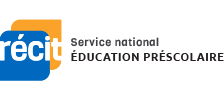 récit
Service national
ÉDUCATION PRÉSCOLAIRE